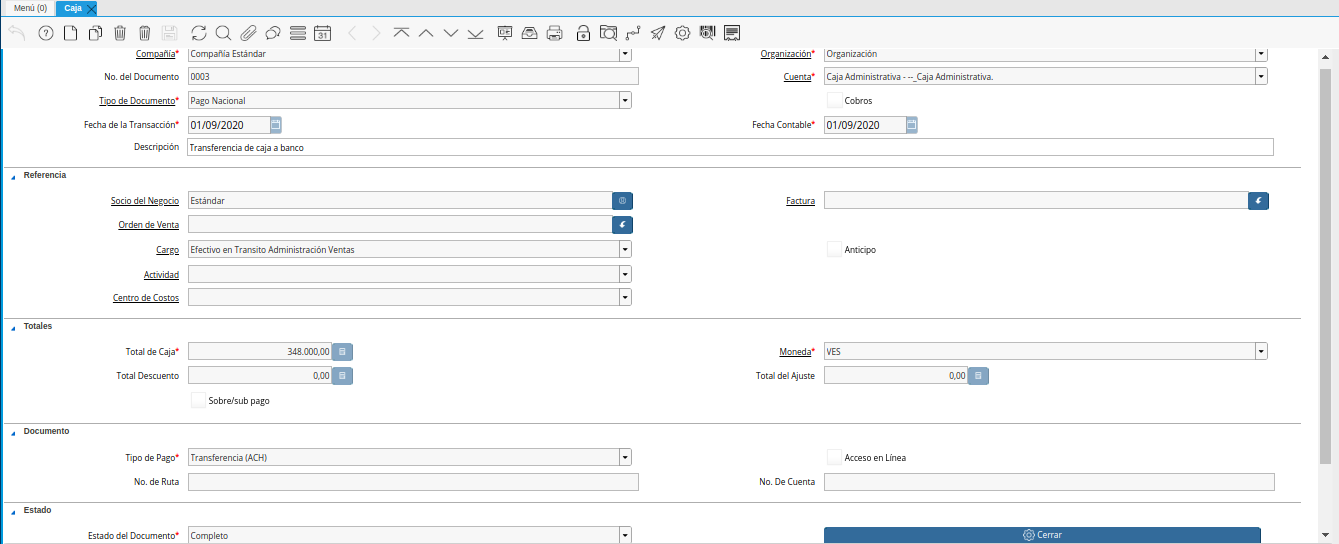 Menú (0) Caja
31
Compañía* Compañía Estándar Organización* Organización
No. del Documento 0003 Cuenta* Caja Administrativa - --_Caja Administrativa.
Tipo de Documento* Pago Nacional Cobros
Fecha de la Transacción* 01/09/2020 Fecha Contable* 01/09/2020
Descripción Transferencia de caja a banco
Referencia
Socio del Negocio Estándar Factura
Orden de Venta
Cargo Efectivo en Transito Administración Ventas Anticipo
Actividad
Centro de Costos
Totales
Total de Caja* 348.000,00 Moneda* VES
Total Descuento 0,00 Total del Ajuste 0,00
Sobre/sub pago
Documento
Tipo de Pago* Transferencia (ACH) Acceso en Línea
No. de Ruta No. De Cuenta
Estado
Estado del Documento* Completo Cerrar